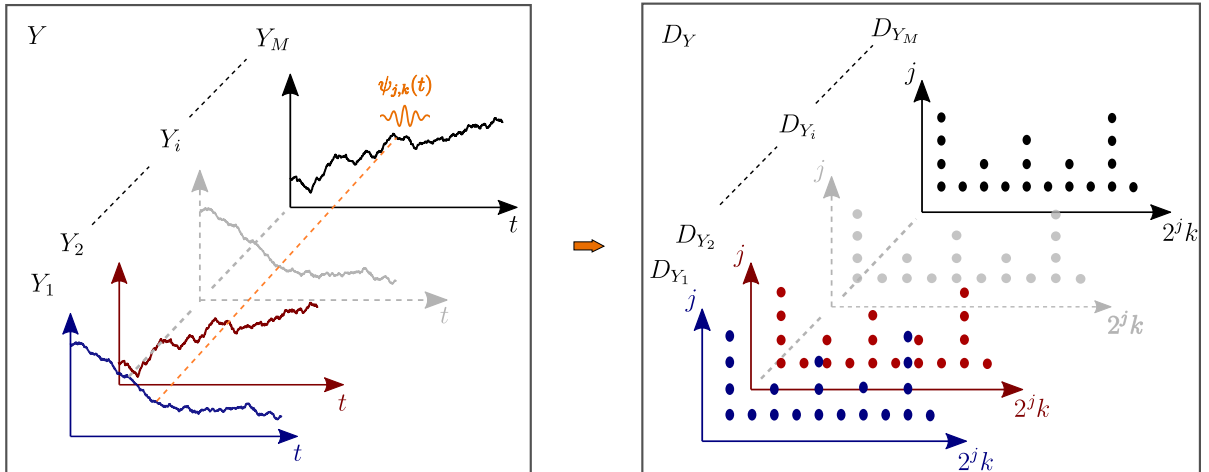 Y
Y_M
ψ_{j,k}(t)
Y_i
t
Y_2
Y_1
t
t
t
D_Y
D_{Y_M}
j
D_{Y_i}
j
2^j k
D_{Y_2}
j
D_{Y_1}
j
2^j k
2^j k
2^j k